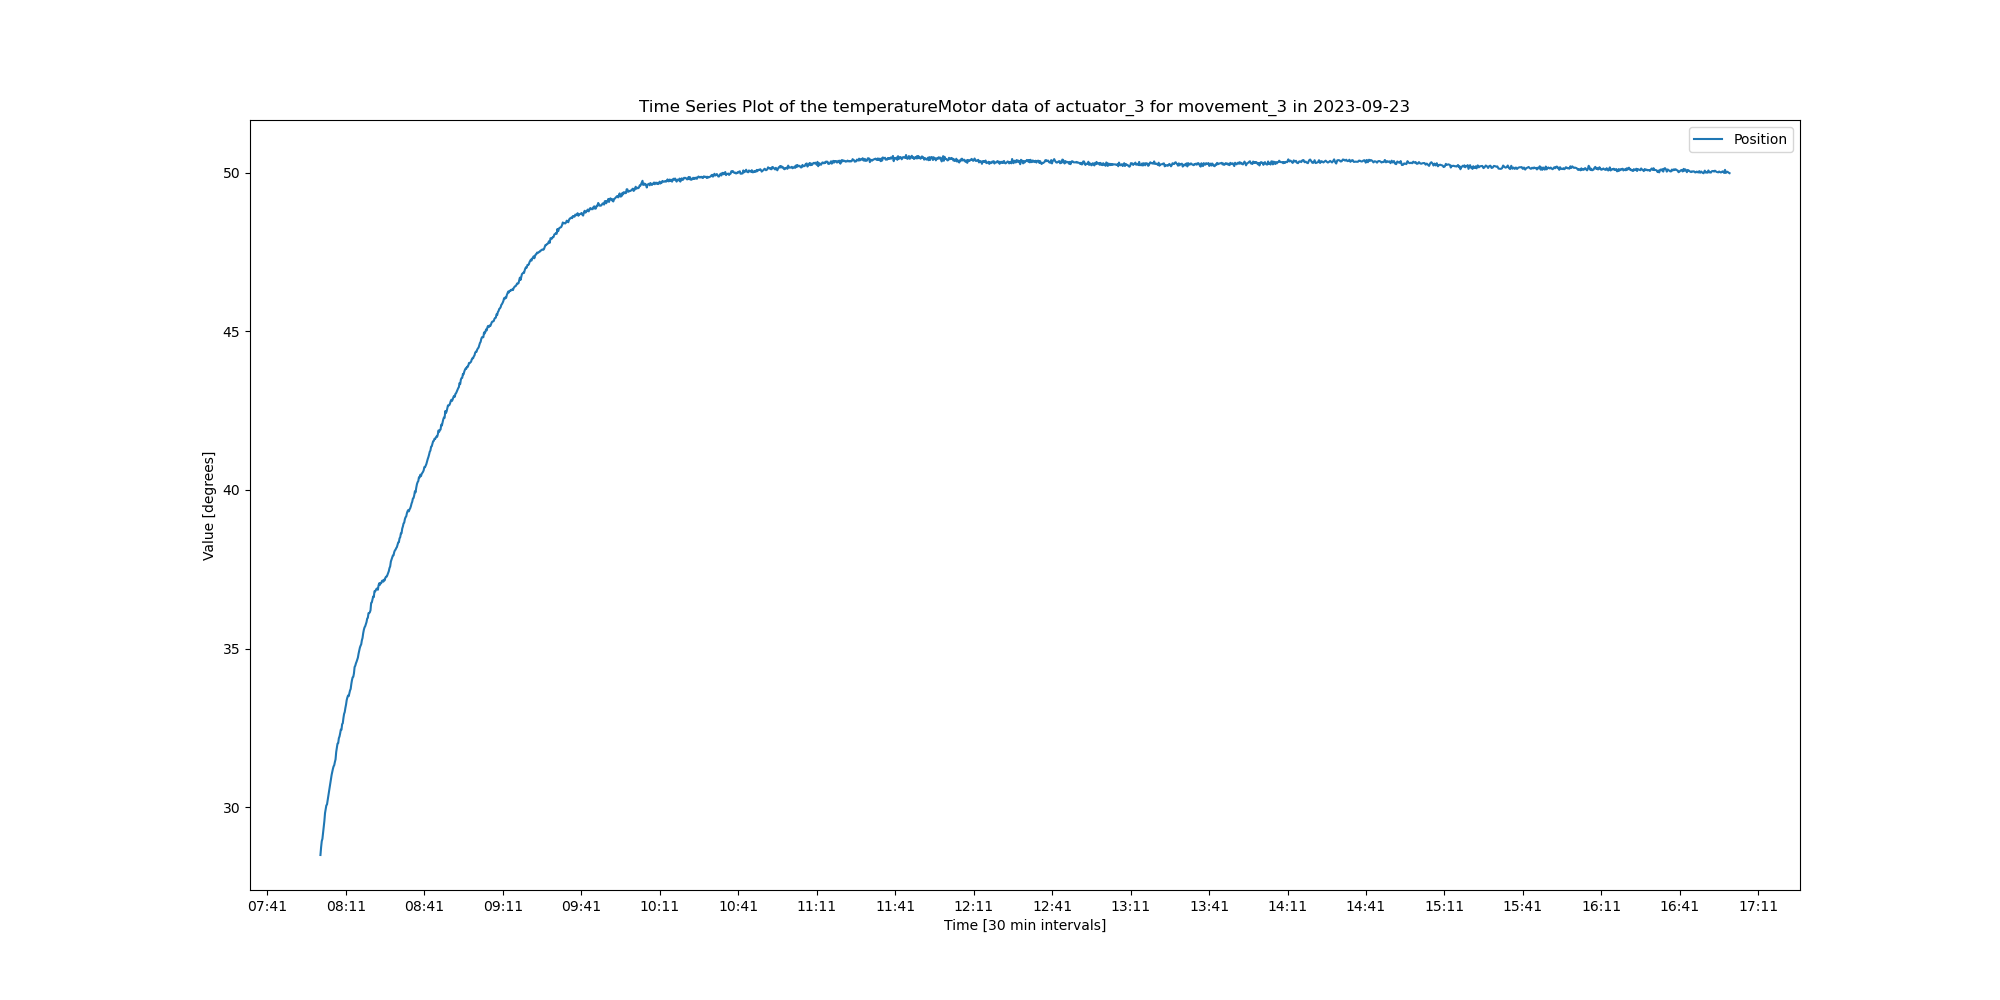 Time Series Plot of the temperatureMotor data of actuator_3 for movement_3 in 2023-09-23
Position
Value [degrees]
50
45
40
35
30
07:41 08:11 08:41 09:11 09:41 10:11 10:41 11:11 11:41 12:11 12:41 13:11 13:41 14:11 14:41 15:11 15:41 16:11 16:41 17:11
Time [30 min intervals]